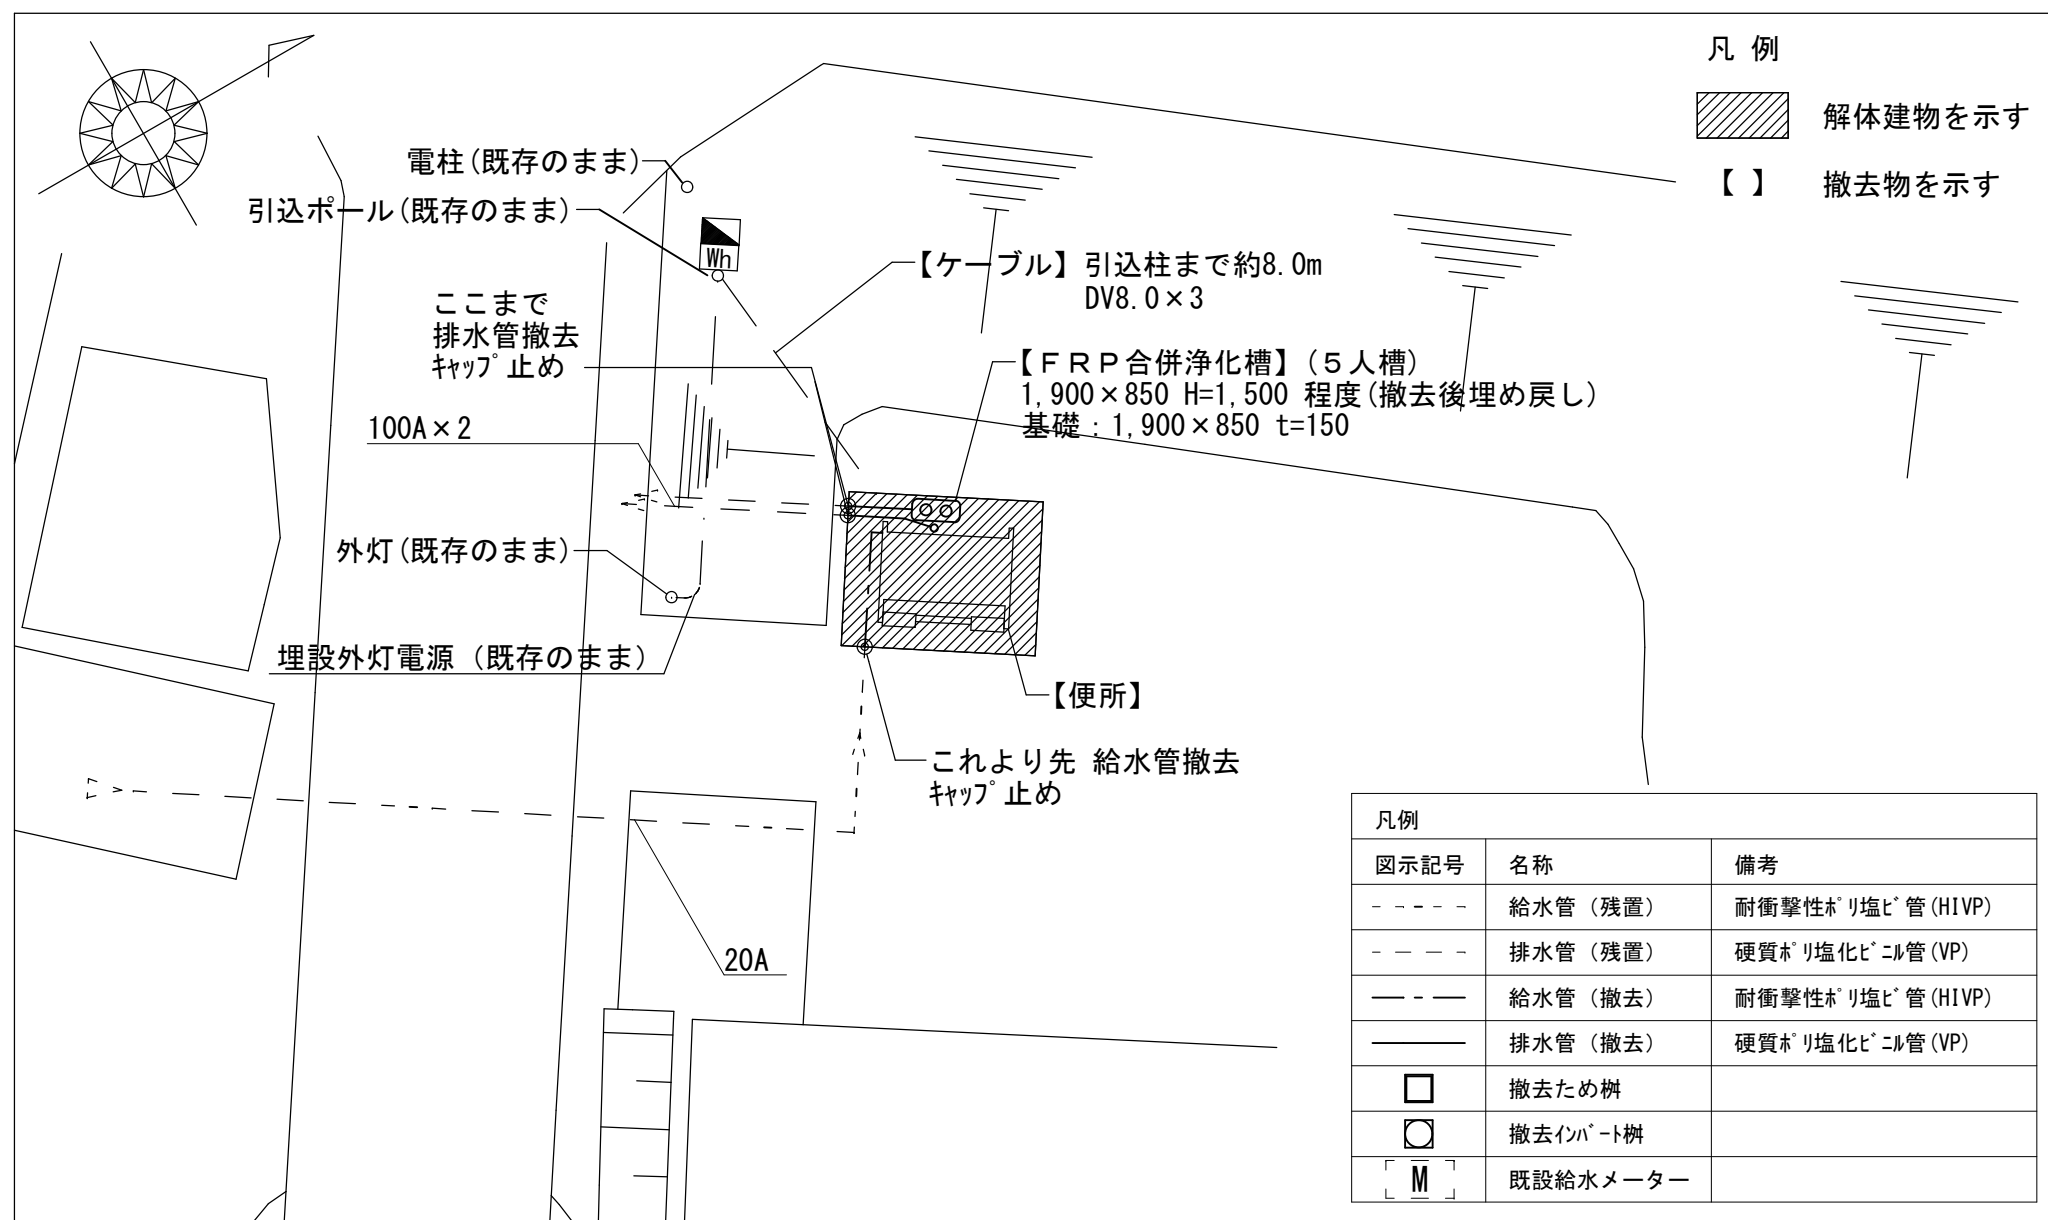 凡 例
解体建物を示す
【 】 撤去物を示す
電柱(既存のまま)
引込ポール(既存のまま)
Wh
【ケーブル】引込柱まで約8.0m
DV8.0×3
ここまで
排水管撤去
ｷｬｯﾌﾟ止め
【ＦＲＰ合併浄化槽】(５人槽)
1,900×850 H=1,500 程度(撤去後埋め戻し)
基礎：1,900×850 t=150
100A×2
外灯(既存のまま)
埋設外灯電源 (既存のまま)
【便所】
これより先 給水管撤去
ｷｬｯﾌﾟ止め
20A
凡例
図示記号 名称 備考
給水管 (残置) 耐衝撃性ﾎﾟﾘ塩ﾋﾞ管(HIVP)
排水管 (残置) 硬質ﾎﾟﾘ塩化ﾋﾞﾆﾙ管(VP)
給水管 (撤去) 耐衝撃性ﾎﾟﾘ塩ﾋﾞ管(HIVP)
排水管 (撤去) 硬質ﾎﾟﾘ塩化ﾋﾞﾆﾙ管(VP)
撤去ため桝
撤去ｲﾝﾊﾞｰﾄ桝
M 既設給水メーター